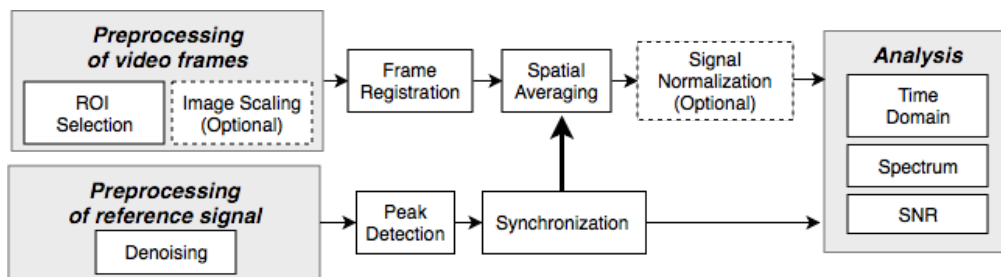 Preprocessing
of video frames
ROI
Selection
Image Scaling
(Optional)
Frame
Registration
Spatial
Averaging
Signal
Normalization
(Optional)
Analysis
Time
Domain
Spectrum
SNR
Preprocessing
of reference signal
Denoising
Peak
Detection
Synchronization